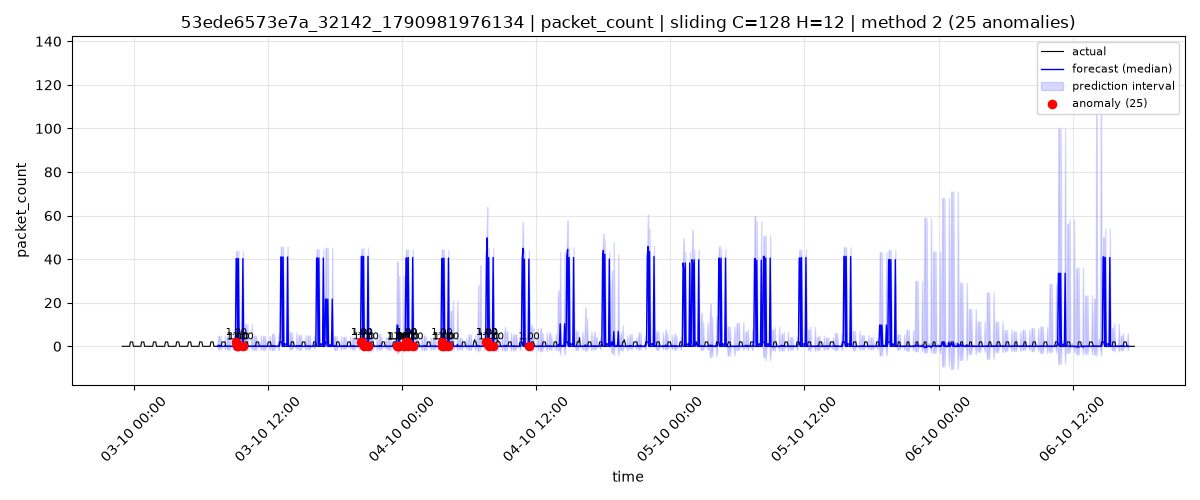 53ede6573e7a_32142_1790981976134 | packet_count | sliding C=128 H=12 | method 2 (25 anomalies)
packet_count
140
120
100
80
60
40
20
0
actual
forecast (median)
prediction interval
anomaly (25)
1.00
03-10 00:00
03-10 12:00
04-10 00:00
04-10 12:00
05-10 00:00
05-10 12:00
06-10 00:00
06-10 12:00
time